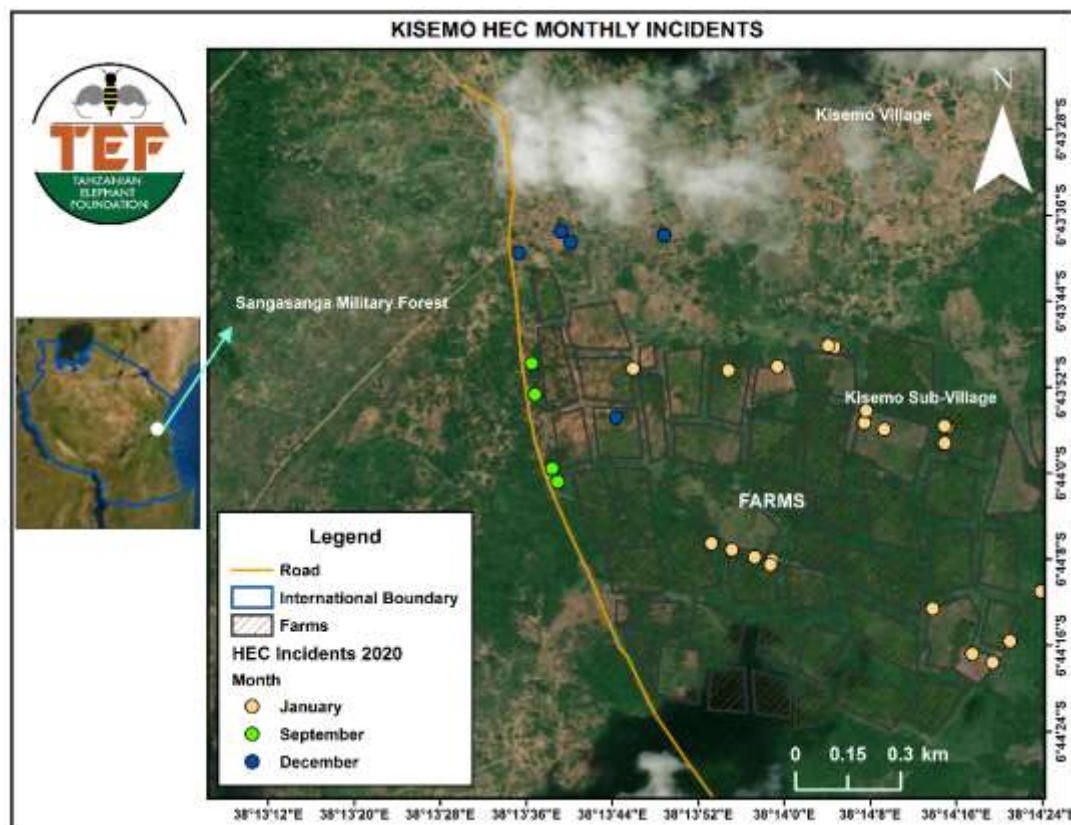 KISEMO HEC MONTHLY INCIDENTS
TEF
TANZANIAN
ELEPHANT
FOUNDATION
N
Kisemo Village
Sangasanga Military Forest
Kisemo Sub-Village
FARMS
Legend
Road
International Boundary
Farms
HEC Incidents 2020
Month
January
September
December
0 0.15 0.3 km
6°43'28"S
6°43'36"S
6°43'44"S
6°43'52"S
6°44'0"S
6°44'8"S
6°44'16"S
6°44'24"S
38°13'12"E 38°13'20"E 38°13'28"E 38°13'36"E 38°13'44"E 38°13'52"E 38°14'0"E 38°14'8"E 38°14'16"E 38°14'24"E